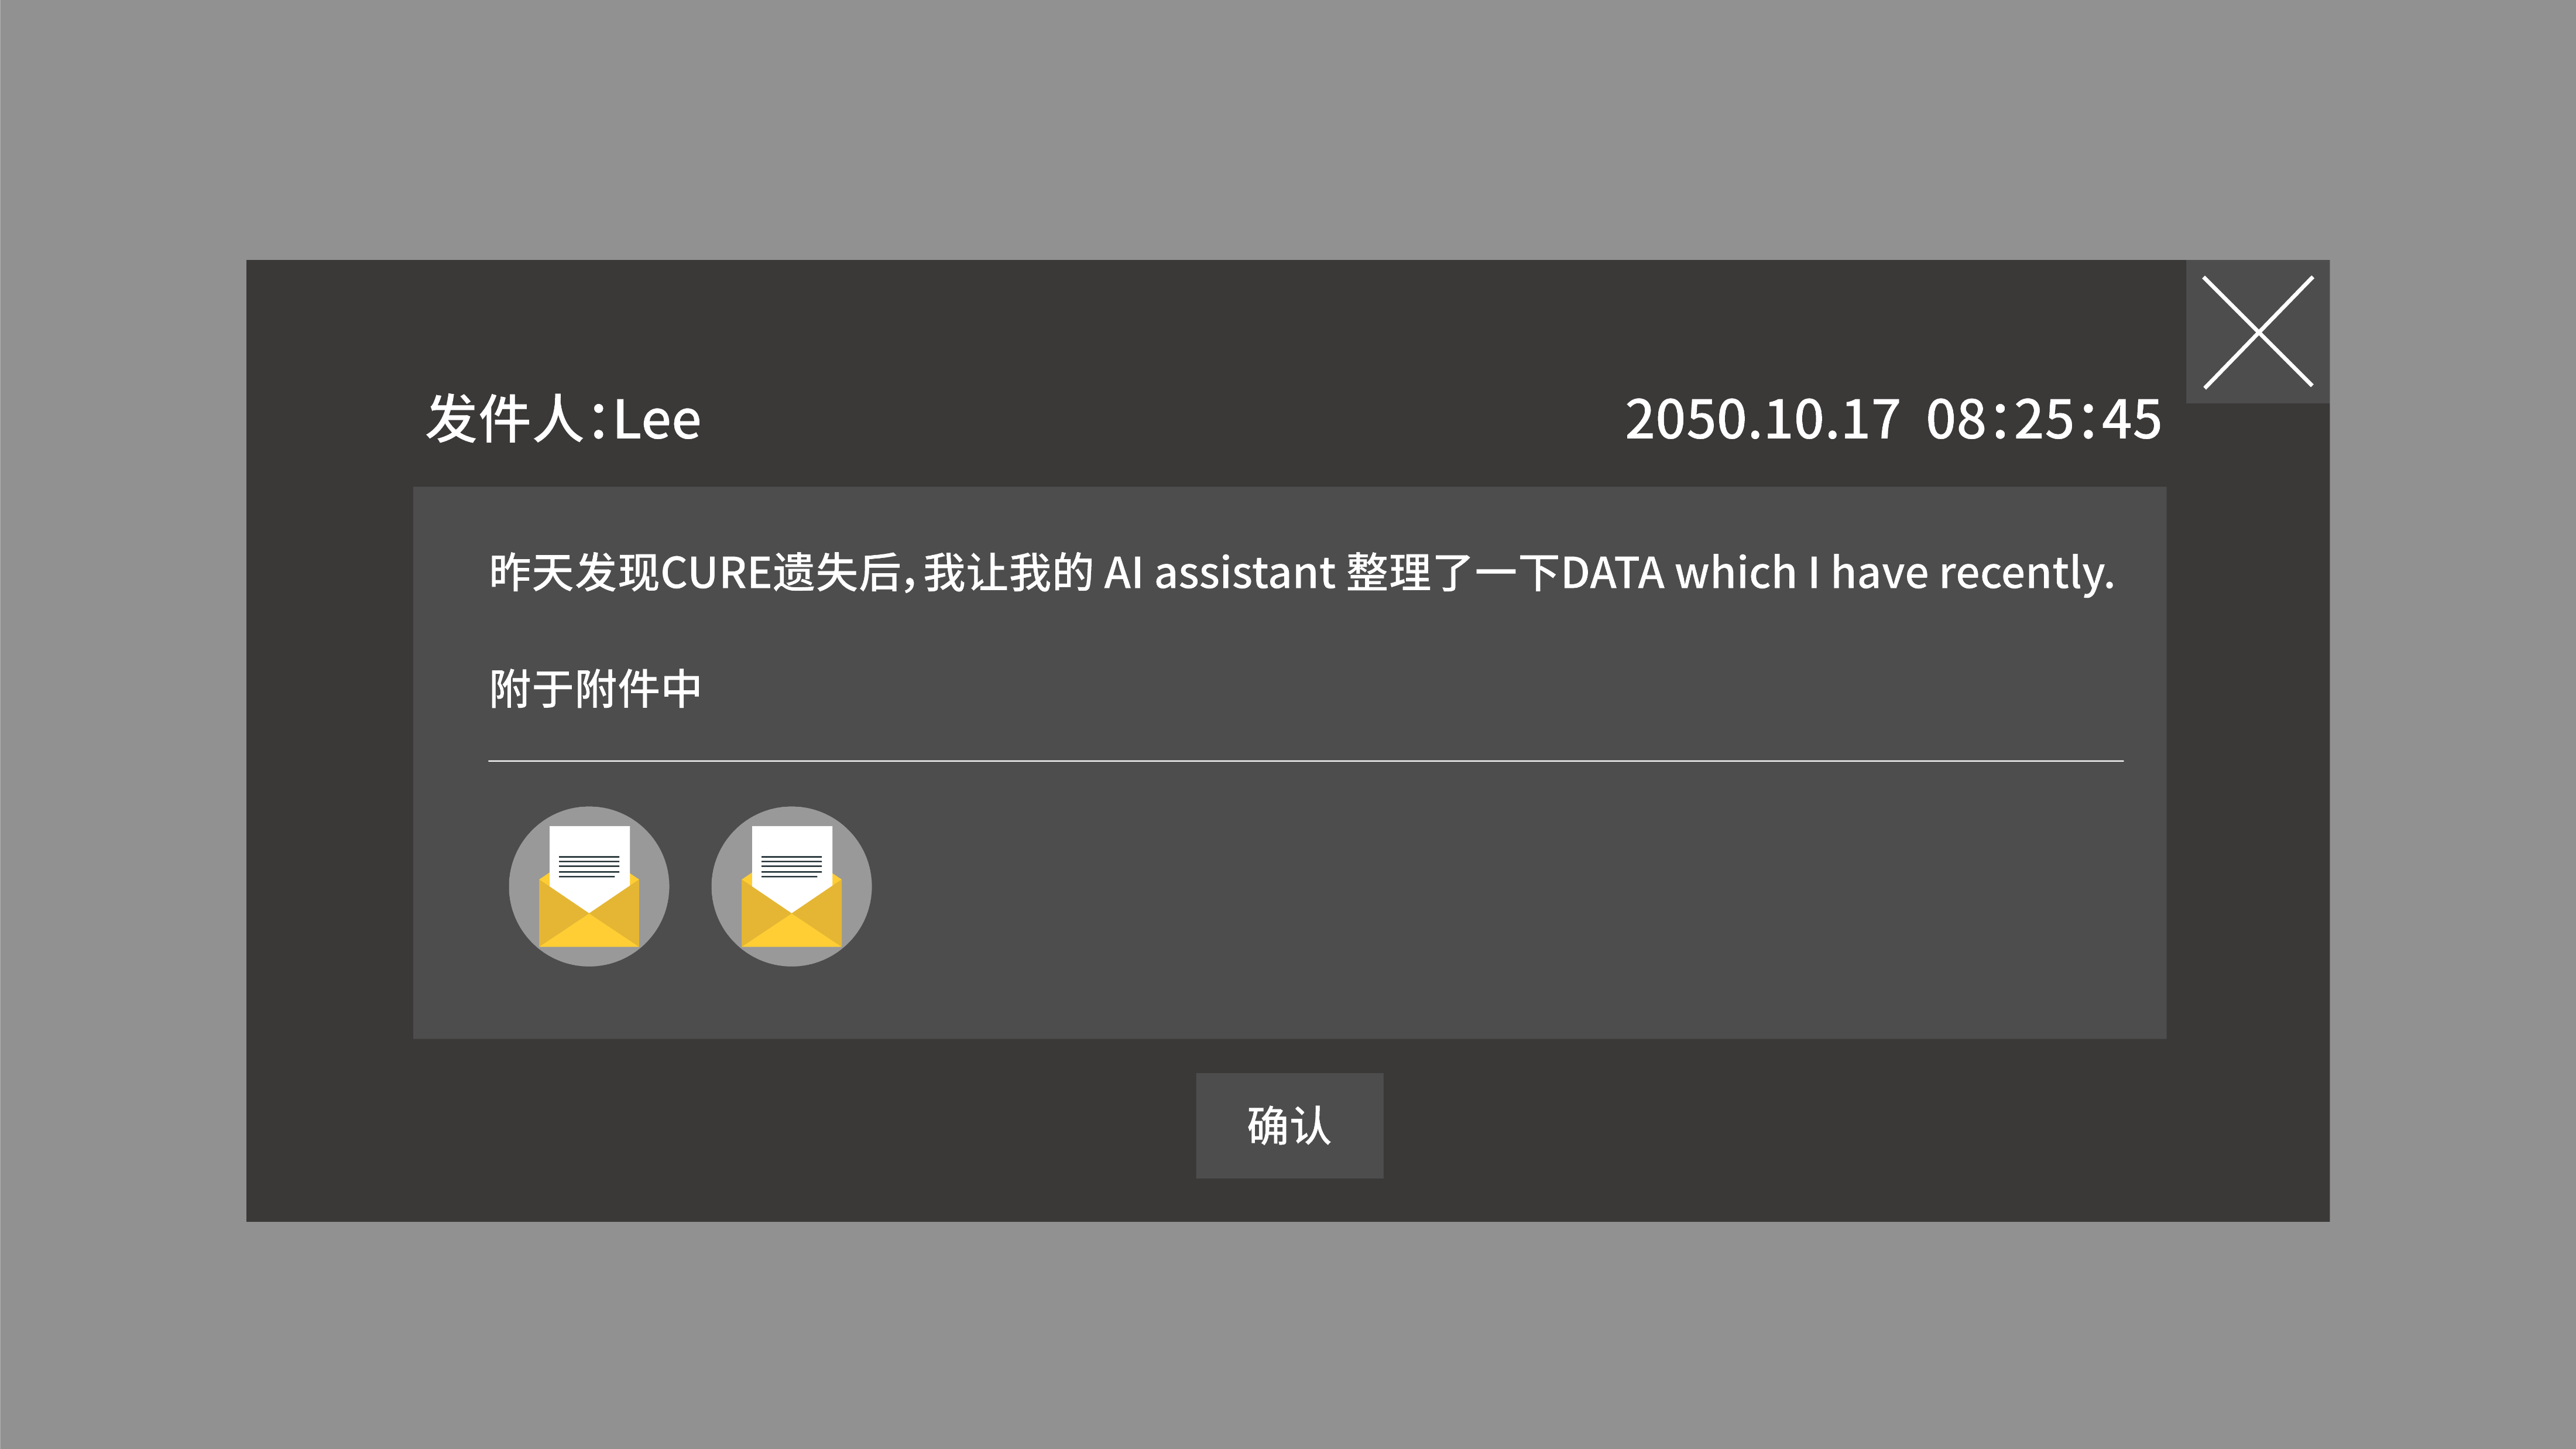 发件人：Lee
2050.10.17 08：25：45
昨天发现CURE遗失后，我让我的 AI assistant 整理了一下DATA which I have recently.
附于附件中
确认